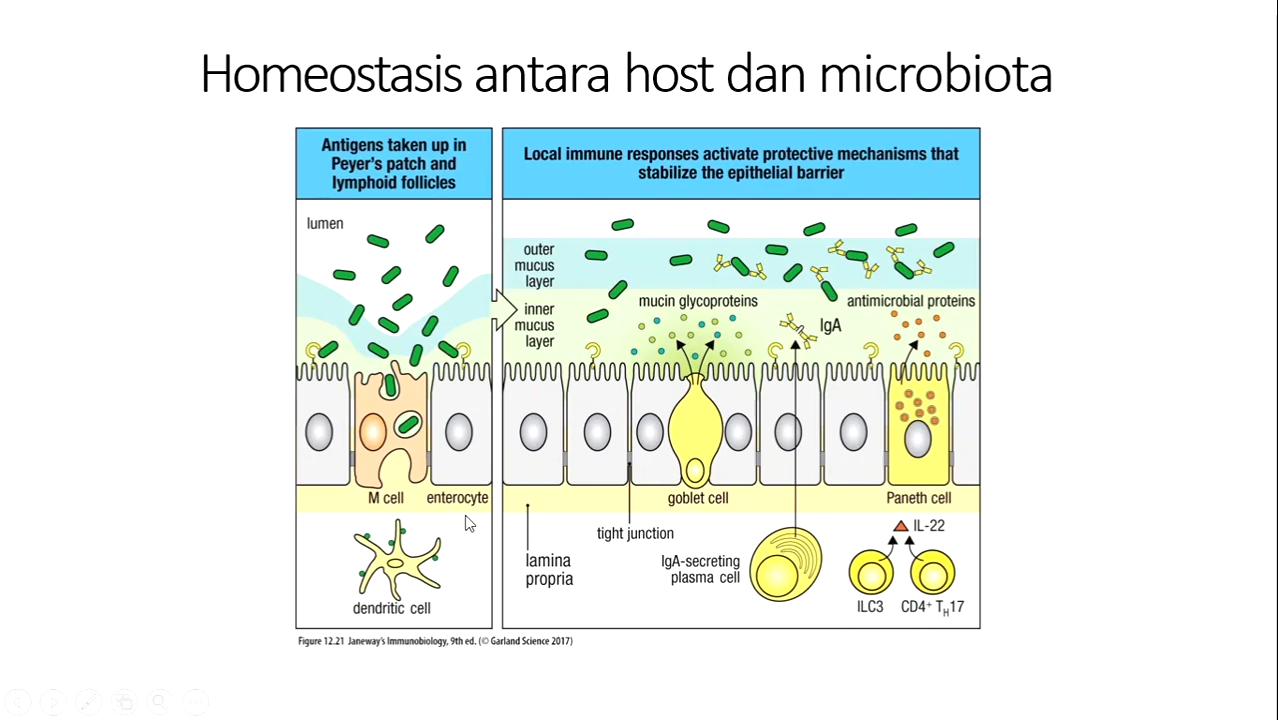 Homeostasis antara host dan microbiota
Antigens taken up in
Peyer's patch and
lymphoid follicles
lumen
M cell
enterocyte
dendritic cell
Local immune responses activate protective mechanisms that
stabilize the epithelial barrier
outer
mucus
layer
inner
mucus
layer
mucin glycoproteins
antimicrobial proteins
IgA
goblet cell
Paneth cell
tight junction
lamina
propria
IgA-secreting
plasma cell
IL-22
ILC3
CD4⁺ TH17
Figure 12.21 Janeway's Immunobiology, 9th ed. (© Garland Science 2017)